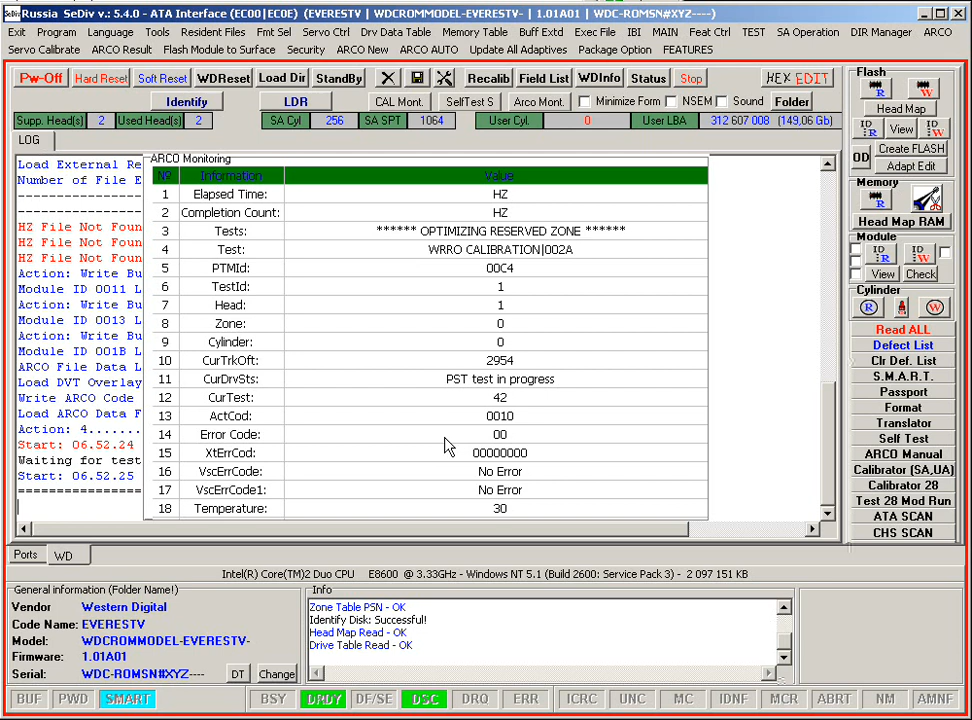 Russia SeDiv v.: 5.4.0 - ATA Interface (EC00|EC0E) (EVERESTV | WDCROMMODEL-EVERESTV- | 1.01A01 | WDC-ROMSN#XYZ----)
Exit Program Language Tools Resident Files Fmt Sel Servo Ctrl Drv Data Table Memory Table Buff Extd Exec File IBI MAIN Feat Ctrl TEST SA Operation DIR Manager ARCO
Servo Calibrate ARCO Result Flash Module to Surface Security ARCO New ARCO AUTO Update All Adaptives Package Option FEATURES
Pw-Off Hard Reset Soft Reset WDReset Load Dir StandBy Recalib Field List WDInfo Status Stop HEX EDIT
Identify LDR CAL Mont. SelfTest S Arco Mont. Minimize Form NSEM Sound Folder
Supp. Head(s) 2 Used Head(s) 2 SA Cyl 256 SA SPT 1064 User Cyl. 0 User LBA 312 607 008 (149,06 Gb)
LOG
Load External Re
Number of File E
HZ File Not Foun
HZ File Not Foun
HZ File Not Foun
Action: Write Bu
Module ID 0011 L
Action: Write Bu
Module ID 0013 L
Action: Write Bu
Module ID 001B L
ARCO File Data L
Load DVT Overlay
Write ARCO Code
Load ARCO Data F
Action: 4.......
Start: 06.52.24
Waiting for test
Start: 06.52.25
=================
ARCO Monitoring
№ Information Value
1 Elapsed Time: HZ
2 Completion Count: HZ
3 Tests: ****** OPTIMIZING RESERVED ZONE ******
4 Test: WRRO CALIBRATION|002A
5 PTMId: 00C4
6 TestId: 1
7 Head: 1
8 Zone: 0
9 Cylinder: 0
10 CurTrkOft: 2954
11 CurDrvSts: PST test in progress
12 CurTest: 42
13 ActCod: 0010
14 Error Code: 00
15 XtErrCod: 00000000
16 VscErrCode: No Error
17 VscErrCode1: No Error
18 Temperature: 30
Flash
R W
Head Map
ID R View ID W
OD Create FLASH
Adapt Edit
Memory
R
Head Map RAM
Module
ID R ID W
View Check
Cylinder
R W
Read ALL
Defect List
Clr Def. List
S.M.A.R.T.
Passport
Format
Translator
Self Test
ARCO Manual
Calibrator (SA,UA)
Calibrator 28
Test 28 Mod Run
ATA SCAN
CHS SCAN
Ports WD
Intel(R) Core(TM)2 Duo CPU E8600 @ 3.33GHz - Windows NT 5.1 (Build 2600: Service Pack 3) - 2 097 151 KB
General information (Folder Name!)
Vendor Western Digital
Code Name: EVERESTV
Model: WDCROMMODEL-EVERESTV-
Firmware: 1.01A01
Serial: WDC-ROMSN#XYZ---- DT Change
Info
Zone Table PSN - OK
Identify Disk: Successful!
Head Map Read - OK
Drive Table Read - OK
BUF PWD SMART BSY DRDY DF/SE DSC DRQ ERR ICRC UNC MC IDNF MCR ABRT NM AMNF